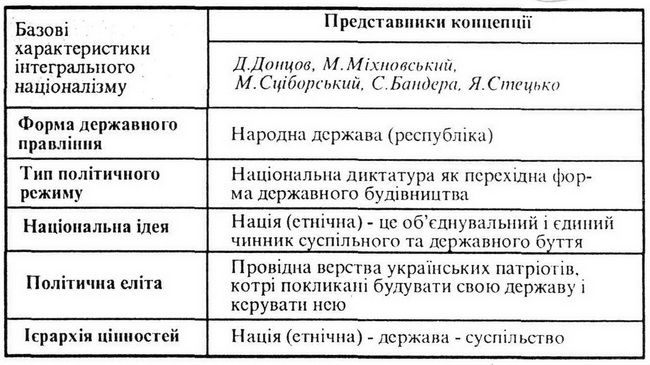 Базові
характеристики
інтегрального
націоналізму
Представники концепції
Д.Донцов, М.Міхновський,
М.Сціборський, С.Бандера, Я.Стецько
Форма державного
правління
Народна держава (республіка)
Тип політичного
режиму
Національна диктатура як перехідна фор-
ма державного будівництва
Національна ідея
Нація (етнічна) - це об’єднувальний і єдиний
чинник суспільного та державного буття
Політична еліта
Провідна верства українських патріотів,
котрі покликані будувати свою державу і
керувати нею
Ієрархія цінностей
Нація (етнічна) - держава - суспільство